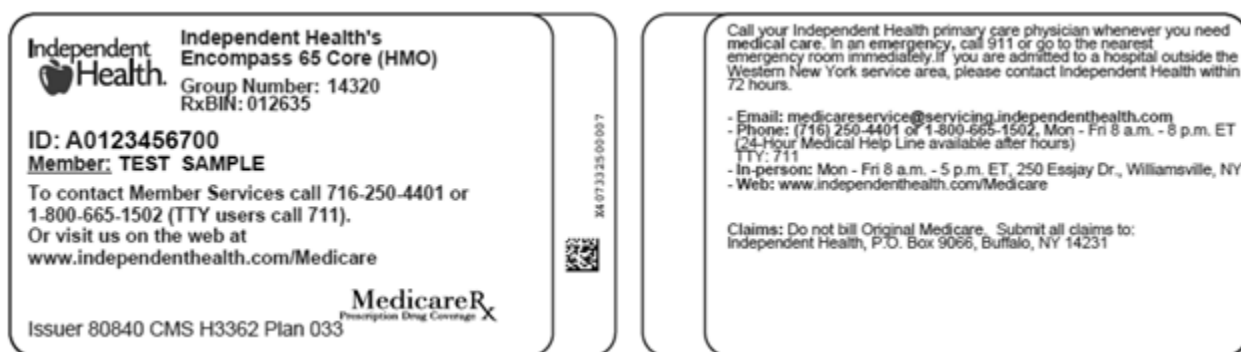 Independent
Health.
Independent Health's
Encompass 65 Core (HMO)
Group Number: 14320
RxBIN: 012635
ID: A0123456700
Member: TEST SAMPLE
To contact Member Services call 716-250-4401 or
1-800-665-1502 (TTY users call 711).
Or visit us on the web at
www.independenthealth.com/Medicare
MedicareRx
Prescription Drug Coverage
Issuer 80840 CMS H3362 Plan 033
X40733325000007
Call your Independent Health primary care physician whenever you need
medical care. In an emergency, call 911 or go to the nearest
emergency room immediately.If you are admitted to a hospital outside the
Western New York service area, please contact Independent Health within
72 hours.
- Email: medicareservice@servicing.independenthealth.com
- Phone: (716) 250-4401 or 1-800-665-1502, Mon - Fri 8 a.m. - 8 p.m. ET
(24-Hour Medical Help Line available after hours)
TTY: 711
- In-person: Mon - Fri 8 a.m. - 5 p.m. ET, 250 Essjay Dr., Williamsville, NY
- Web: www.independenthealth.com/Medicare
Claims: Do not bill Original Medicare. Submit all claims to:
Independent Health, P.O. Box 9066, Buffalo, NY 14231